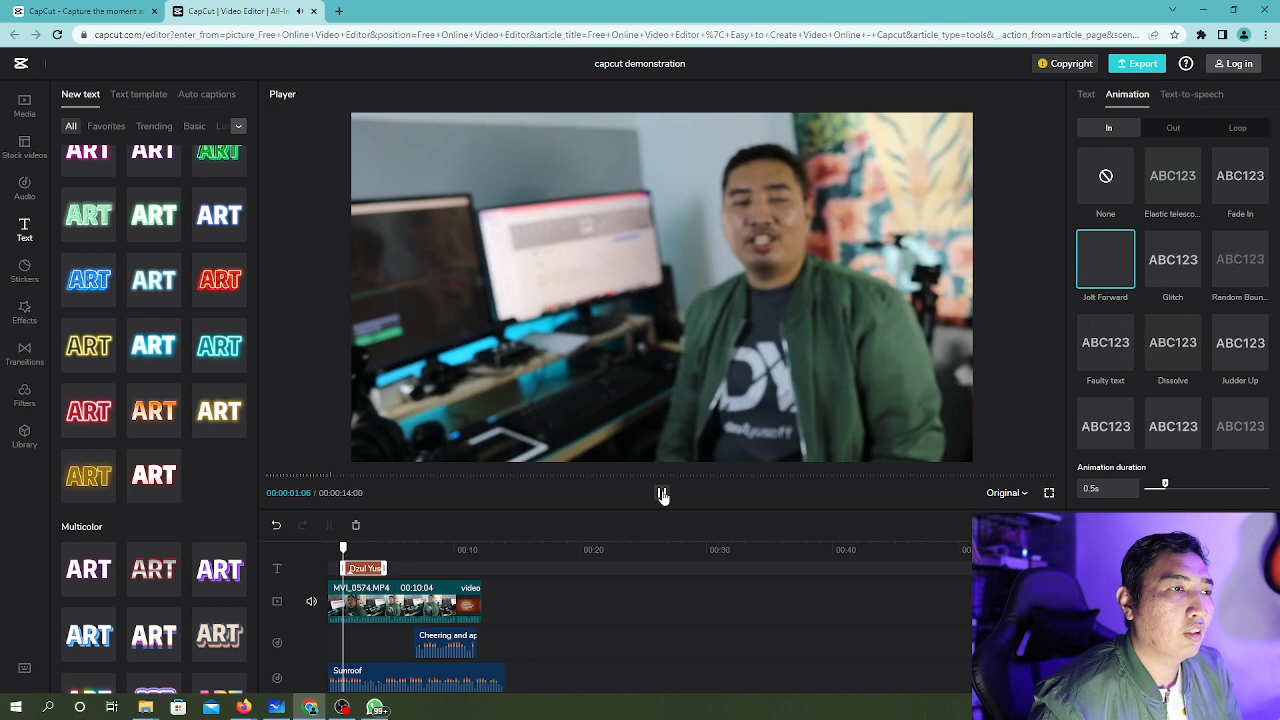 CapCut - Capture the moment a
CapCut | Video Editor | All-In
capcut.com/editor?enter_from=picture_Free+Online+Video+Editor&position=Free+Online+Video+Editor&article_title=Free+Online+Video+Editor+%7C+Easy+to+Create+Video+Online+-+Capcut&article_type=tools&__action_from=article_page&scen...
capcut demonstration
Copyright
Export
Log in
New text
Text template
Auto captions
Player
Text
Animation
Text-to-speech
All
Favorites
Trending
Basic
Lu
In
Out
Loop
Media
Stock videos
Audio
Text
Stickers
Effects
Transitions
Filters
Library
ART ART ART
ART ART ART
ART ART ART
ART ART ART
ART ART ART
ART ART
Multicolor
ART ART ART
ART ART ART
ABC123 ABC123
None
Elastic telesco...
Fade In
ABC123 ABC123
Jolt Forward
Glitch
Random Boun...
ABC123 ABC123 ABC123
Faulty text
Dissolve
Judder Up
ABC123 ABC123 ABC123
Animation duration
0.5s
00:00:01:06 / 00:00:14:00
Original
00:10 00:20 00:30 00:40 00
Dzul Yus
MVI_0574.MP4 00:10:04 video
Cheering and ap
Sunroof
99+